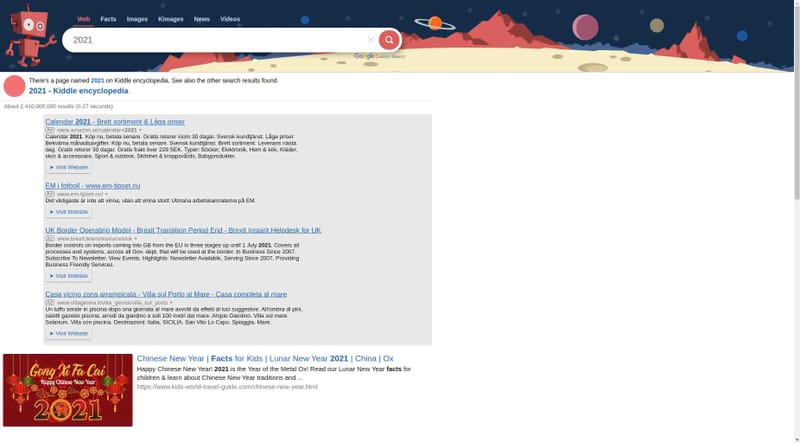 Web Facts Images Kimages News Videos
2021
Google Custom Search
There's a page named 2021 on Kiddle encyclopedia. See also the other search results found.
2021 - Kiddle encyclopedia
About 2,410,000,000 results (0.27 seconds)
Calendar 2021 - Brett sortiment & Låga priser
Ad www.amazon.se/calendar+2021
Calendar 2021. Köp nu, betala senare. Gratis returer inom 30 dagar. Svensk kundtjänst. Låga priser.
Bekväma månadsavgifter. Köp nu, betala senare. Svensk kundtjänst. Brett sortiment. Leverans nästa
dag. Gratis returer 30 dagar. Gratis frakt över 229 SEK. Typer: Böcker, Elektronik, Hem & kök, Kläder,
skor & accessoare, Sport & outdoor, Skönhet & kroppsvårds, Babyprodukter.
➤ Visit Website
EM i fotboll - www.em-tipset.nu
Ad www.em-tipset.nu/
Det viktigaste är inte att vinna, utan att vinna stort! Utmana arbetskamraterna på EM.
➤ Visit Website
UK Border Operating Model - Brexit Transition Period End - Brexit Instant Helpdesk for UK
Ad www.brexit.team/resources/uk
Border controls on imports coming into GB from the EU in three stages up until 1 July 2021. Covers all
processes and systems, across all Gov. dept. that will be used at the border. In Business Since 2007.
Subscribe To Newsletter. View Events. Highlights: Newsletter Available, Serving Since 2007, Providing
Business Friendly Services.
➤ Visit Website
Casa vicino zona arrampicata - Villa sul Porto al Mare - Casa completa al mare
Ad www.villagenna.it/villa_genna/villa_sul_porto
Un tuffo serale in piscina dopo una giornata al mare avvolti da effetti di luci suggestive. All'ombra di pini,
salotti gazebo piscina, arredi da giardino a soli 100 metri dal mare. Ampio Giardino. Villa sul mare.
Solarium. Villa con piscina. Destinazioni: Italia, SICILIA, San Vito Lo Capo, Spiaggia, Mare.
➤ Visit Website
Gong Xi Fa Cai
Happy Chinese New Year
2021
Chinese New Year | Facts for Kids | Lunar New Year 2021 | China | Ox
Happy Chinese New Year! 2021 is the Year of the Metal Ox! Read our Lunar New Year facts for
children & learn about Chinese New Year traditions and ...
https://www.kids-world-travel-guide.com/chinese-new-year.html